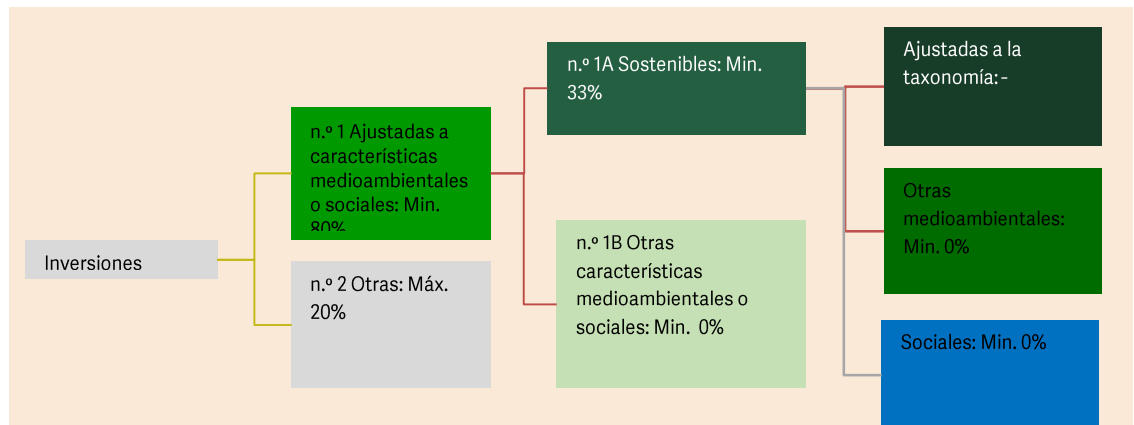 Inversiones
n.º 1 Ajustadas a
características
medioambientales
o sociales: Min.
80%
n.º 2 Otras: Máx.
20%
n.º 1A Sostenibles: Min.
33%
n.º 1B Otras
características
medioambientales o
sociales: Min.  0%
Ajustadas a la
taxonomía: -
Otras
medioambientales:
Min. 0%
Sociales: Min. 0%